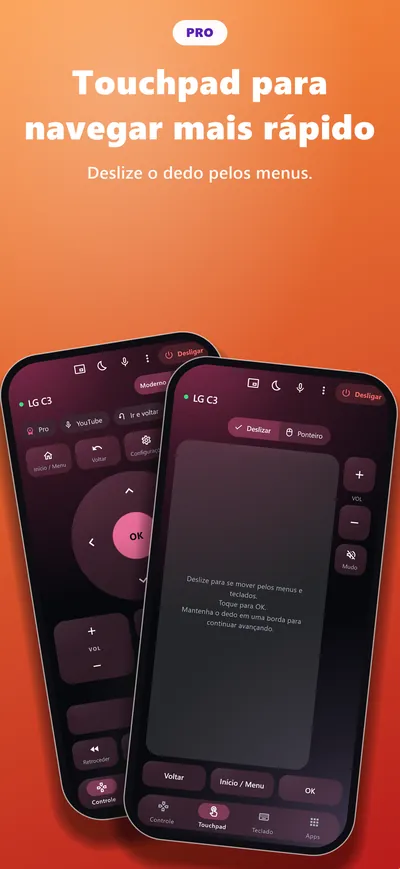 PRO
Touchpad para
navegar mais rápido
Deslize o dedo pelos menus.
Desligar
LG C3
Moderno
Pro
YouTube
Ir e voltar
Início / Menu
Voltar
OK
VOL
Retroceder
Controle
Desligar
LG C3
Deslizar
Ponteiro
VOL
Mudo
Deslize para se mover pelos menus e
teclados.
Toque para OK.
Mantenha o dedo em uma borda para
continuar avançando.
Voltar
Início / Menu
OK
Controle
Touchpad
Teclado
Apps